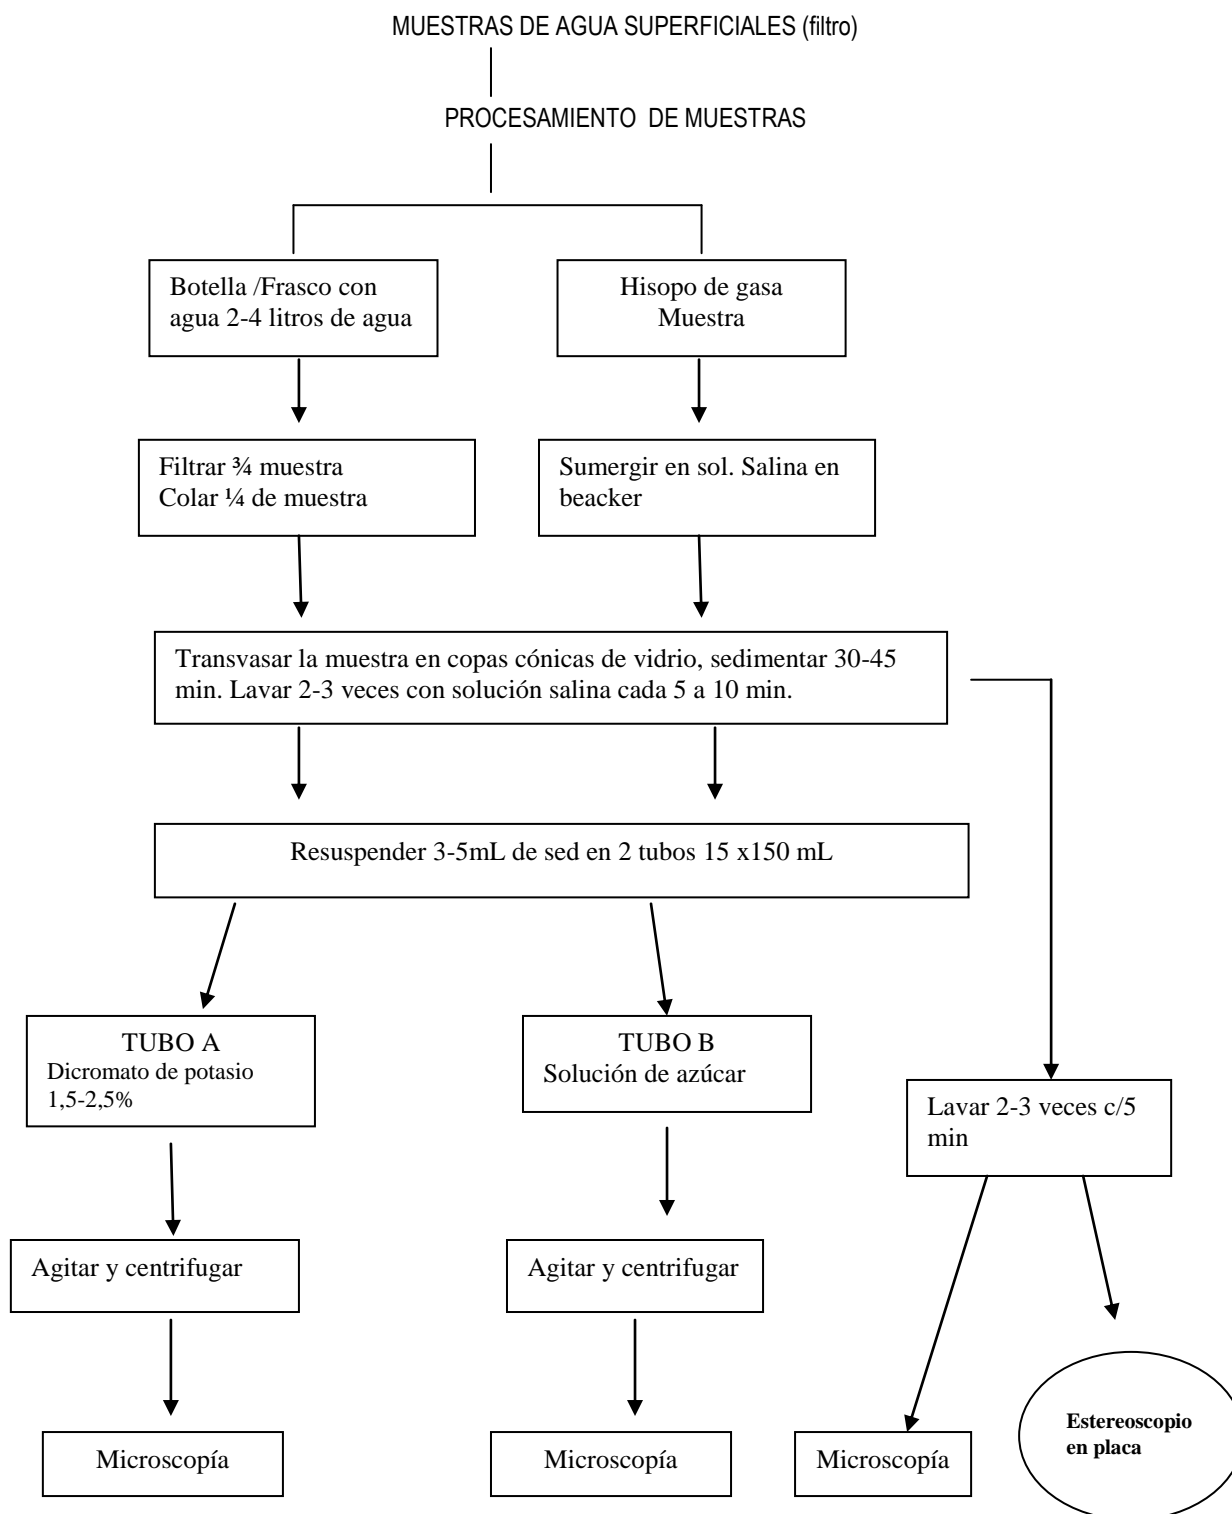 MUESTRAS DE AGUA SUPERFICIALES (filtro)
PROCESAMIENTO DE MUESTRAS
Botella /Frasco con
agua 2-4 litros de agua
Hisopo de gasa
Muestra
Filtrar ¾ muestra
Colar ¼ de muestra
Sumergir en sol. Salina en
beacker
Transvasar la muestra en copas cónicas de vidrio, sedimentar 30-45
min. Lavar 2-3 veces con solución salina cada 5 a 10 min.
Resuspender 3-5mL de sed en 2 tubos 15 x150 mL
TUBO A
Dicromato de potasio
1,5-2,5%
TUBO B
Solución de azúcar
Lavar 2-3 veces c/5
min
Agitar y centrifugar
Agitar y centrifugar
Microscopía
Microscopía
Microscopía
Estereoscopio
en placa